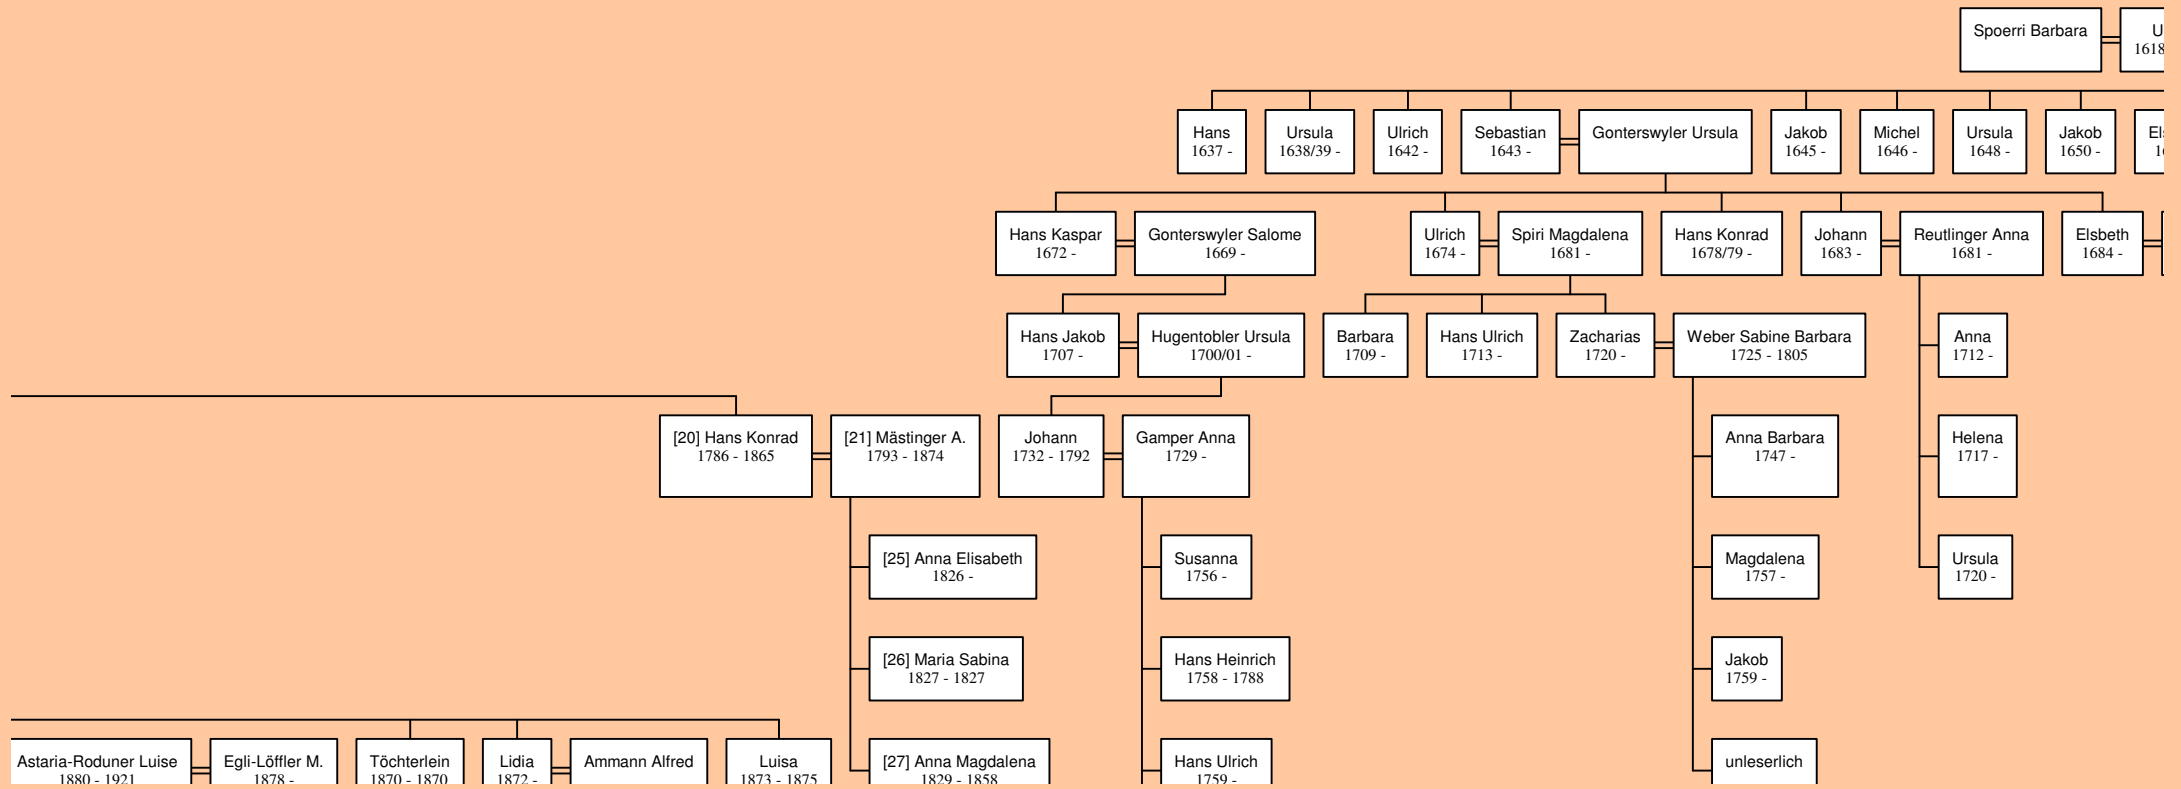 Spoerri Barbara
U
1618
Hans
1637 -
Ursula
1638/39 -
Ulrich
1642 -
Sebastian
1643 -
Gonterswyler Ursula
Jakob
1645 -
Michel
1646 -
Ursula
1648 -
Jakob
1650 -
Hans Kaspar
1672 -
Gonterswyler Salome
1669 -
Ulrich
1674 -
Spiri Magdalena
1681 -
Hans Konrad
1678/79 -
Johann
1683 -
Reutlinger Anna
1681 -
Elsbeth
1684 -
Hans Jakob
1707 -
Hugentobler Ursula
1700/01 -
Barbara
1709 -
Hans Ulrich
1713 -
Zacharias
1720 -
Weber Sabine Barbara
1725 - 1805
Anna
1712 -
[20] Hans Konrad
1786 - 1865
[21] Mästinger A.
1793 - 1874
Johann
1732 - 1792
Gamper Anna
1729 -
Anna Barbara
1747 -
Helena
1717 -
[25] Anna Elisabeth
1826 -
Susanna
1756 -
Magdalena
1757 -
Ursula
1720 -
[26] Maria Sabina
1827 - 1827
Hans Heinrich
1758 - 1788
Jakob
1759 -
Astaria-Roduner Luise
1880 - 1921
Egli-Löffler M.
1878 -
Töchterlein
1870 - 1870
Lidia
1872 -
Ammann Alfred
Luisa
1873 - 1875
[27] Anna Magdalena
1829 - 1858
Hans Ulrich
1759 -
unleserlich